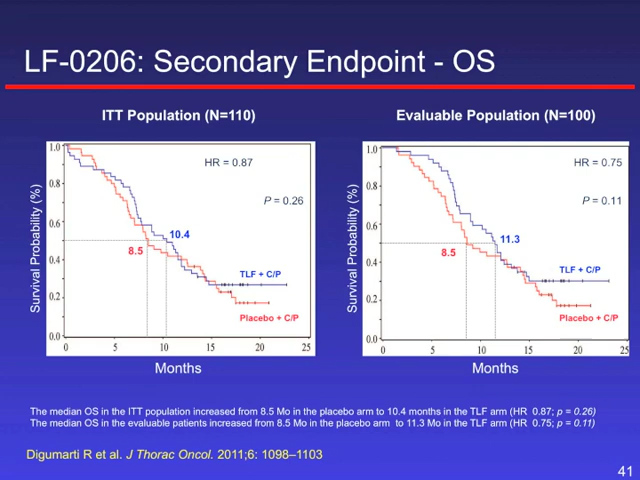 LF-0206: Secondary Endpoint - OS
ITT Population (N=110)
Evaluable Population (N=100)
Survival Probability (%)
1.0
0.8
0.6
0.4
0.2
0.0
HR = 0.87
P = 0.26
10.4
8.5
TLF + C/P
Placebo + C/P
0 5 10 15 20 25
Months
Survival Probability (%)
1.0
0.8
0.6
0.4
0.2
0.0
HR = 0.75
P = 0.11
11.3
8.5
TLF + C/P
Placebo + C/P
0 5 10 15 20 25
Months
The median OS in the ITT population increased from 8.5 Mo in the placebo arm to 10.4 months in the TLF arm (HR 0.87; p = 0.26)
The median OS in the evaluable patients increased from 8.5 Mo in the placebo arm to 11.3 Mo in the TLF arm (HR 0.75; p = 0.11)
Digumarti R et al. J Thorac Oncol. 2011;6: 1098–1103
41